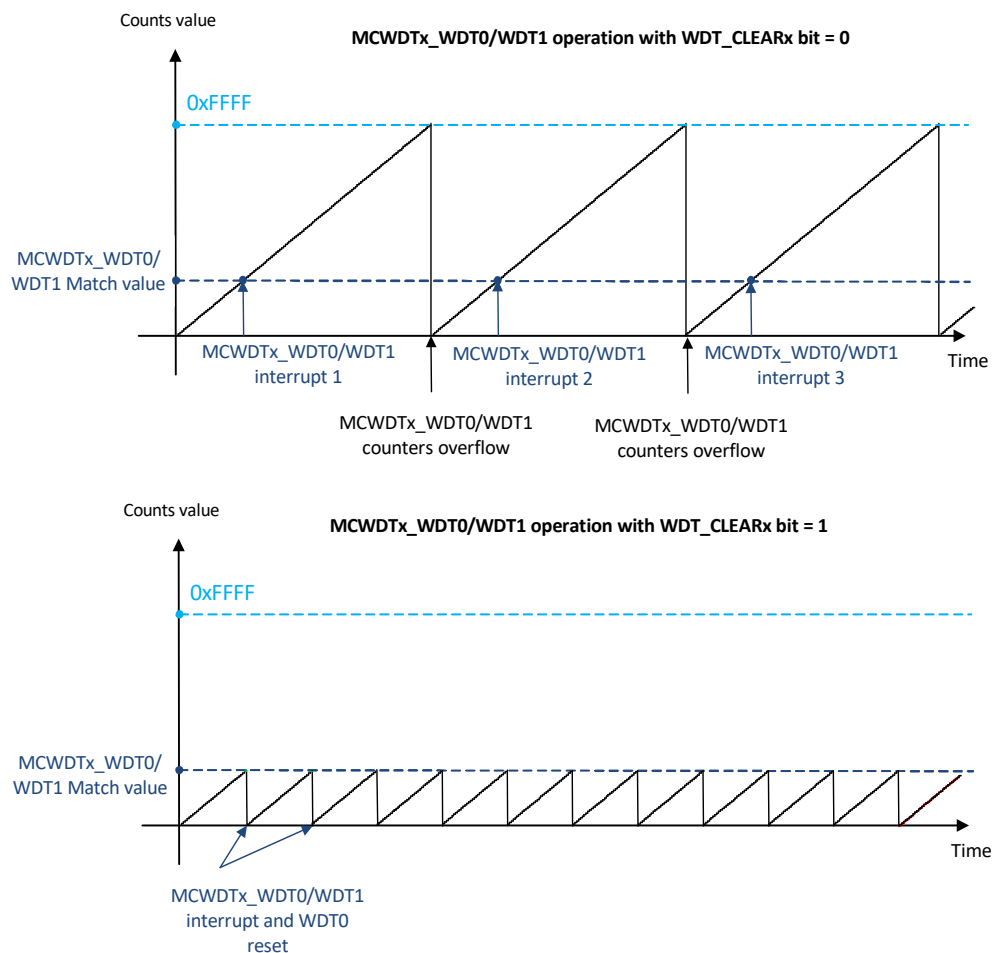 Counts value
MCWDTx_WDT0/WDT1 operation with WDT_CLEARx bit = 0
0xFFFF
MCWDTx_WDT0/
WDT1 Match value
MCWDTx_WDT0/WDT1
interrupt 1
MCWDTx_WDT0/WDT1
interrupt 2
MCWDTx_WDT0/WDT1
interrupt 3
Time
MCWDTx_WDT0/WDT1
counters overflow
MCWDTx_WDT0/WDT1
counters overflow
Counts value
MCWDTx_WDT0/WDT1 operation with WDT_CLEARx bit = 1
0xFFFF
MCWDTx_WDT0/
WDT1 Match value
Time
MCWDTx_WDT0/WDT1
interrupt and WDT0
reset